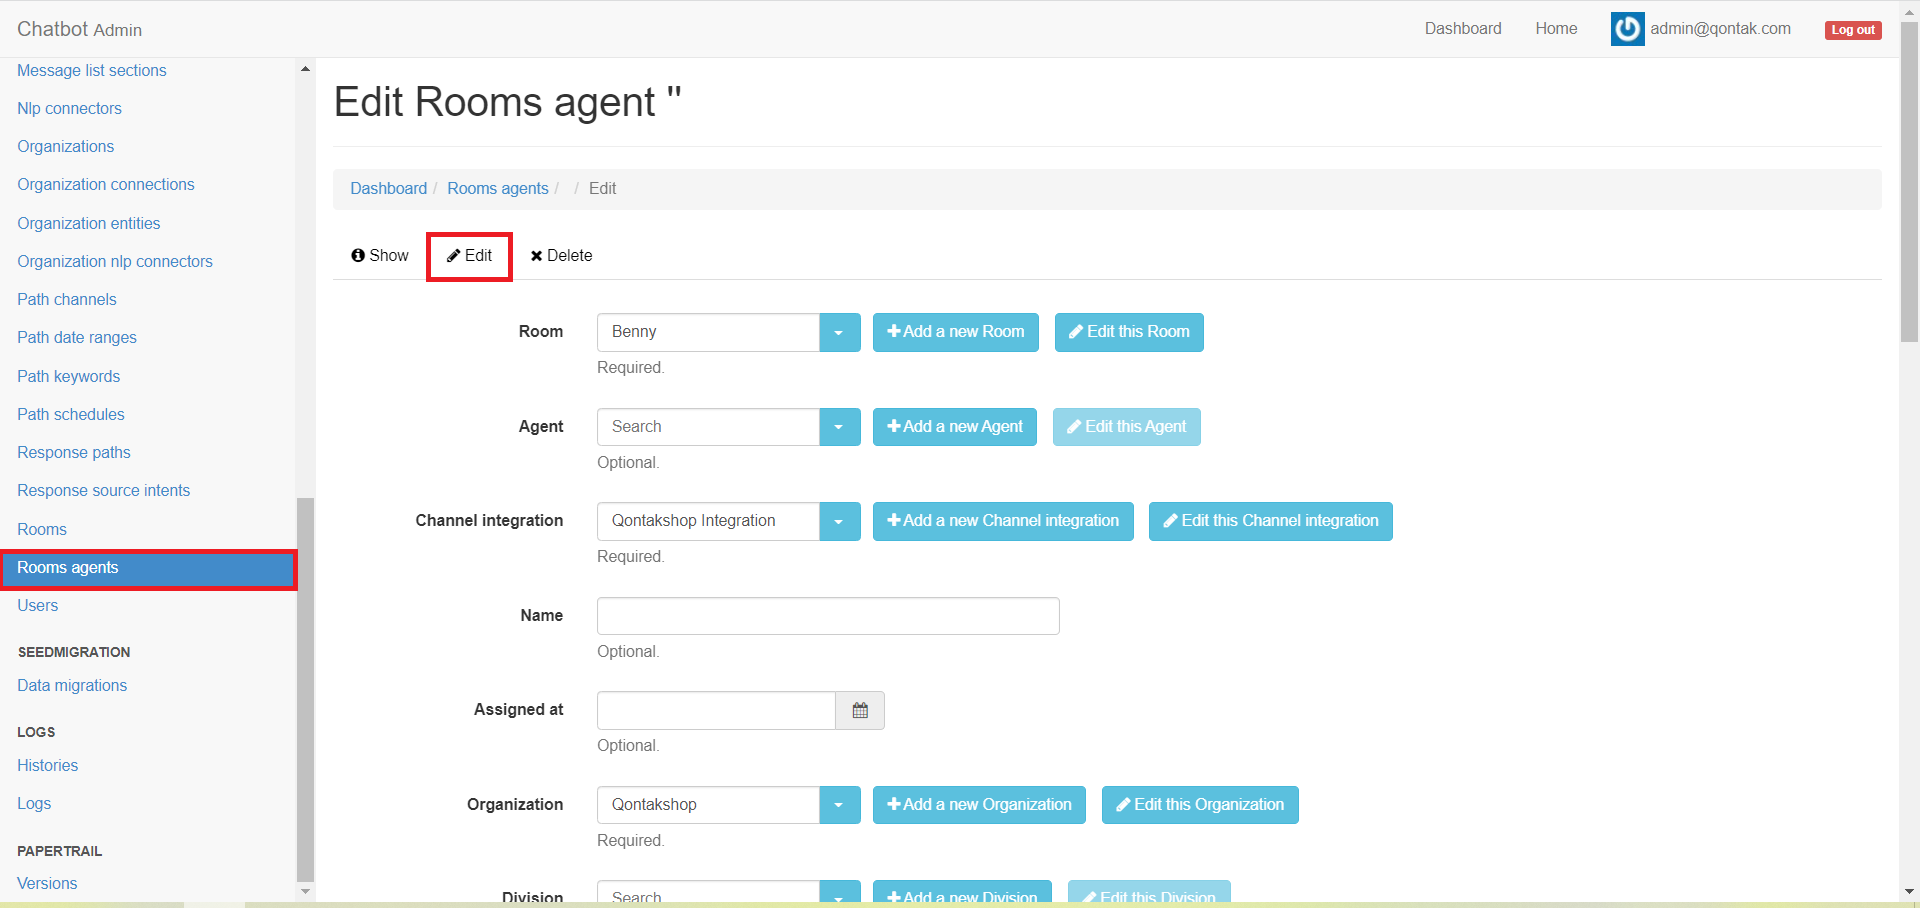 Chatbot Admin
Dashboard
Home
admin@qontak.com
Log out
Message list sections
Nlp connectors
Organizations
Organization connections
Organization entities
Organization nlp connectors
Path channels
Path date ranges
Path keywords
Path schedules
Response paths
Response source intents
Rooms
Rooms agents
Users
SEEDMIGRATION
Data migrations
LOGS
Histories
Logs
PAPERTRAIL
Versions
Edit Rooms agent ''
Dashboard / Rooms agents / / Edit
Show Edit Delete
Room Benny Add a new Room Edit this Room
Required.
Agent Search Add a new Agent Edit this Agent
Optional.
Channel integration Qontakshop Integration Add a new Channel integration Edit this Channel integration
Required.
Name
Optional.
Assigned at
Optional.
Organization Qontakshop Add a new Organization Edit this Organization
Required.
Division Search Add a new Division Edit this Division